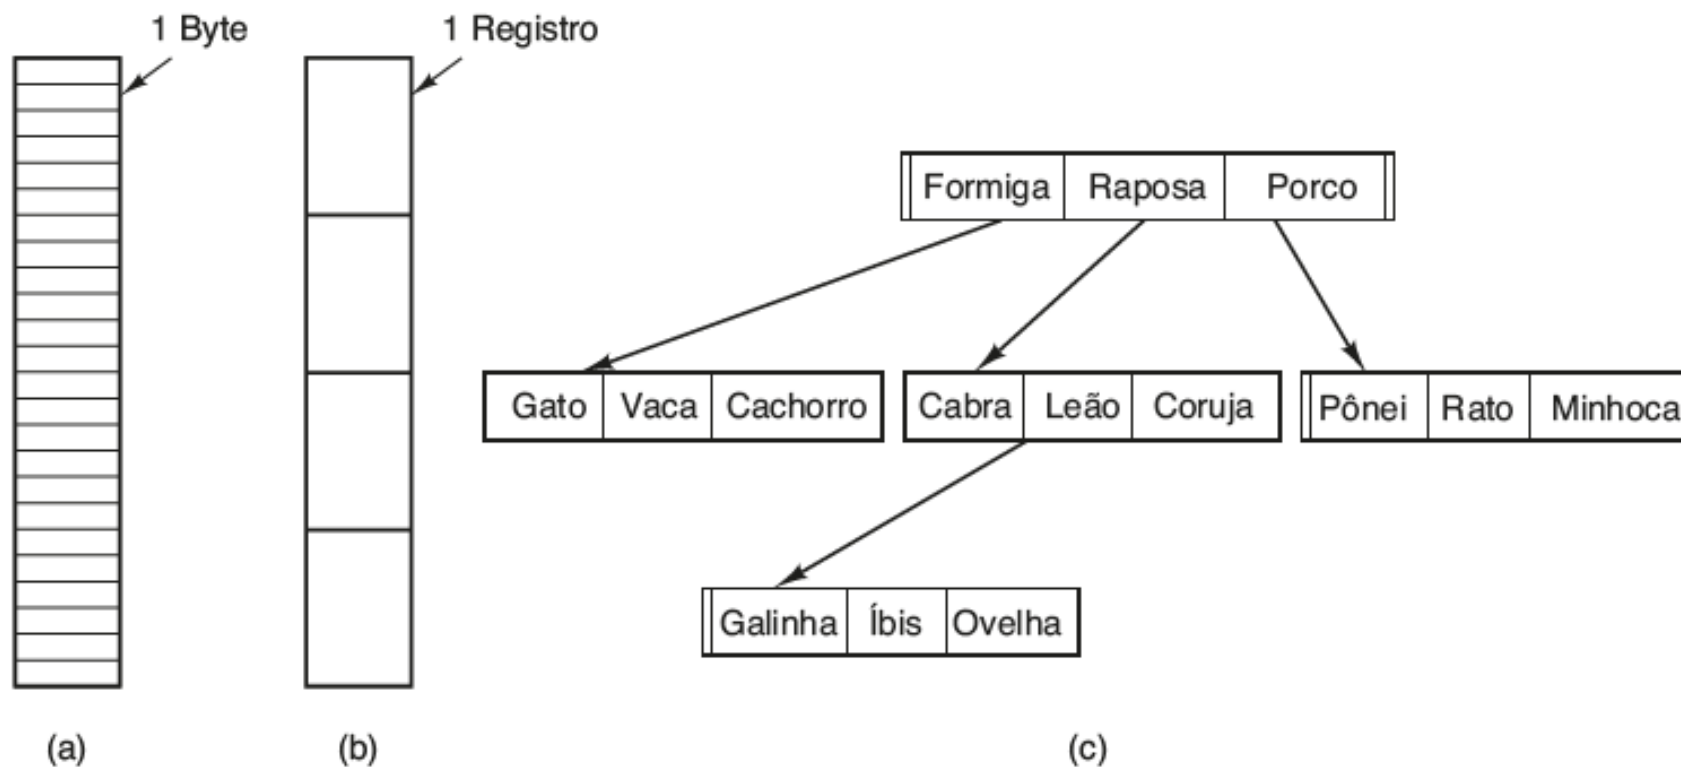 1 Byte
1 Registro
Formiga Raposa Porco
Gato Vaca Cachorro
Cabra Leão Coruja
Pônei Rato Minhoca
Galinha Íbis Ovelha
(a)
(b)
(c)